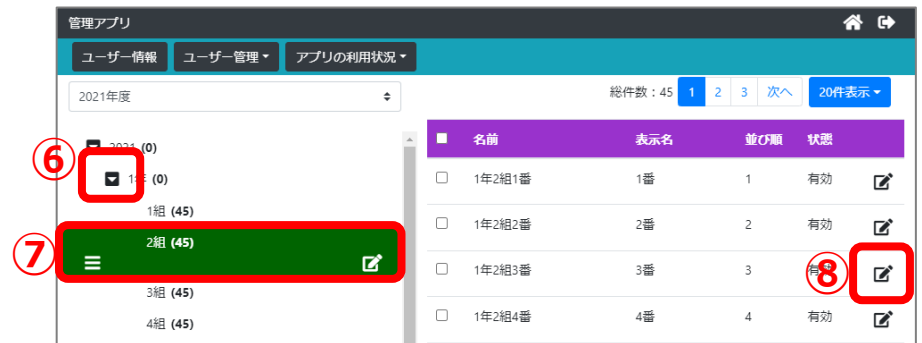 管理アプリ
ユーザー情報 ユーザー管理 アプリの利用状況
2021年度
総件数：45 1 2 3 次へ 20件表示
2021 (0)
⑥
1年 (0)
1組 (45)
⑦
2組 (45)
3組 (45)
4組 (45)
名前 表示名 並び順 状態
1年2組1番 1番 1 有効
1年2組2番 2番 2 有効
1年2組3番 3番 3 有 ⑧
1年2組4番 4番 4 有効